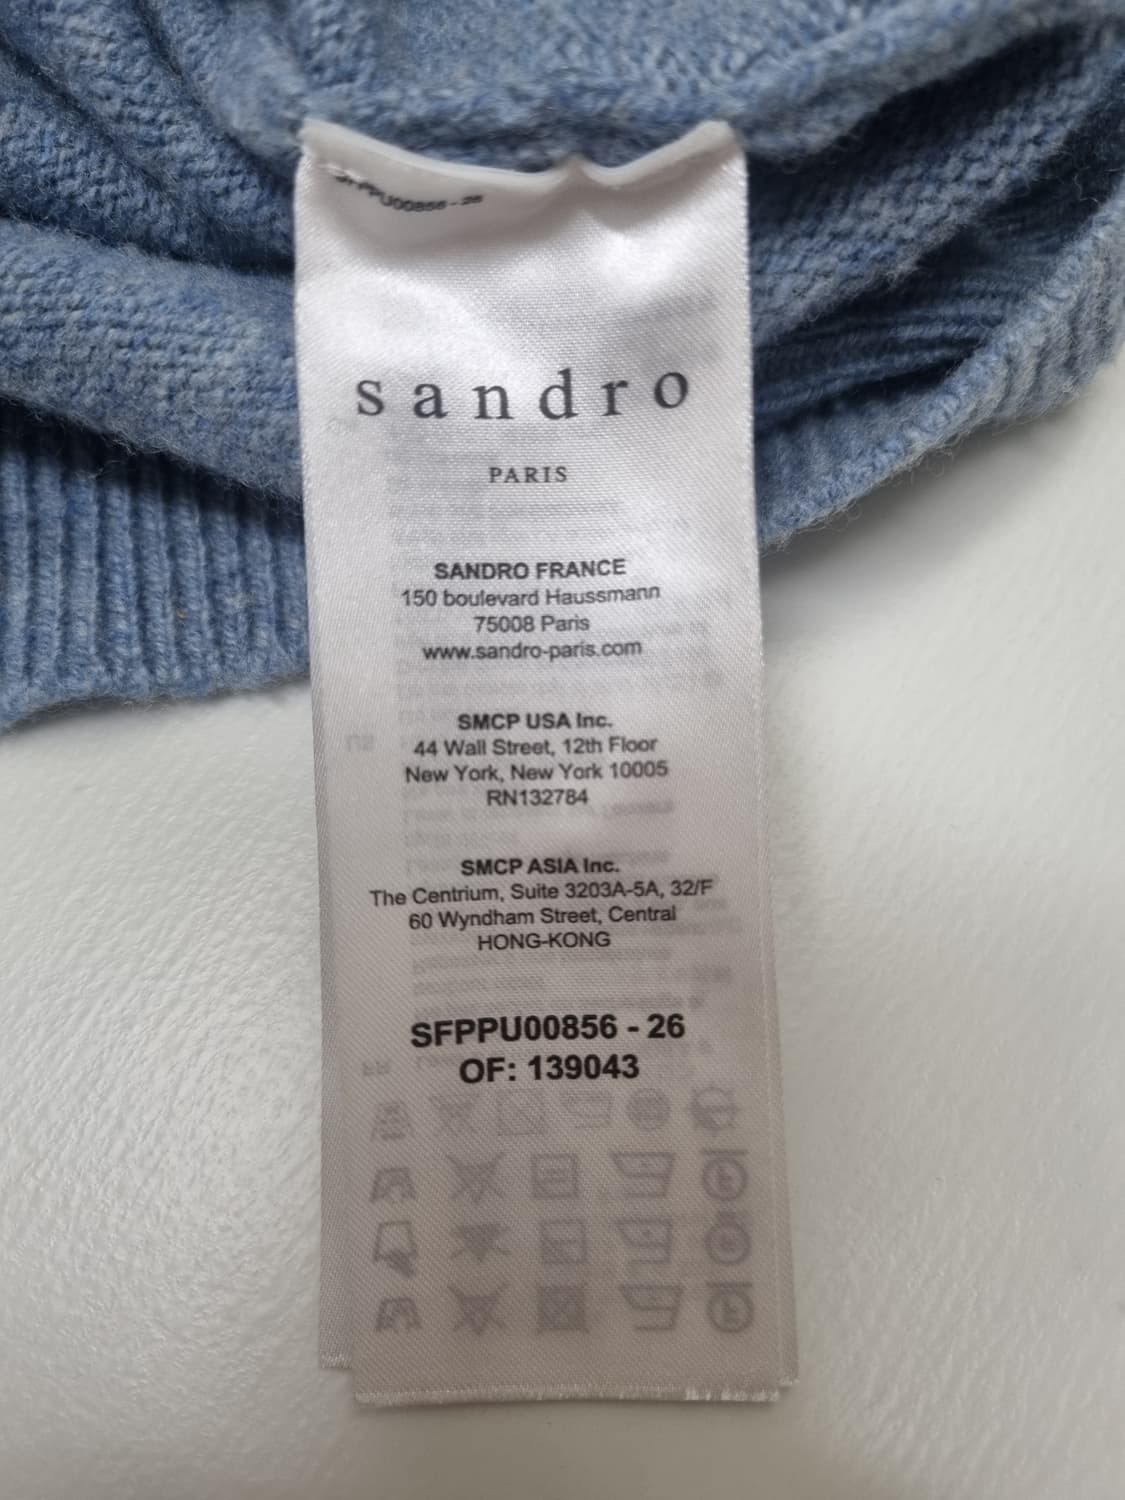 SFPPU00856 - 26
sandro
PARIS
SANDRO FRANCE
150 boulevard Haussmann
75008 Paris
www.sandro-paris.com
SMCP USA Inc.
44 Wall Street, 12th Floor
New York, New York 10005
RN132784
SMCP ASIA Inc.
The Centrium, Suite 3203A-5A, 32/F
60 Wyndham Street, Central
HONG-KONG
SFPPU00856 - 26
OF: 139043